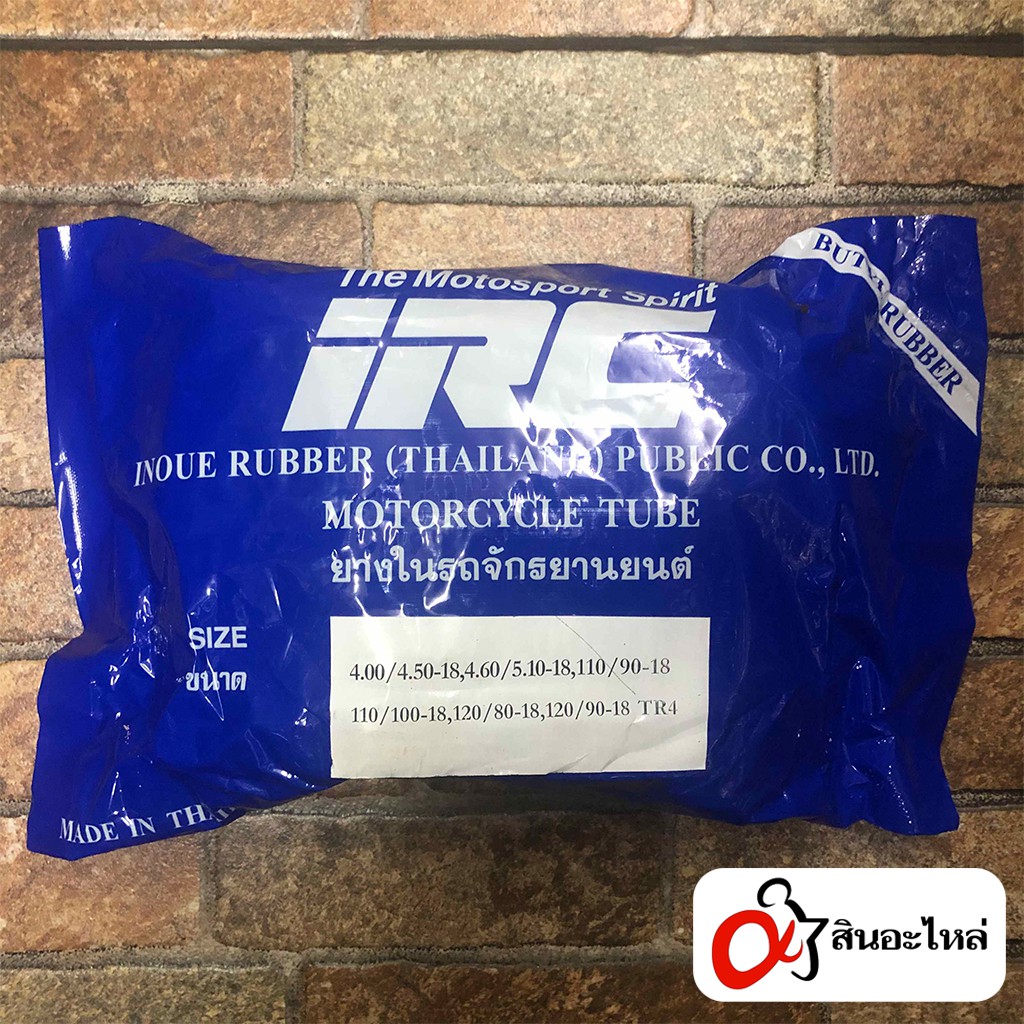 The Motosport Spirit
iRC
BUTYL RUBBER
INOUE RUBBER (THAILAND) PUBLIC CO., LTD.
MOTORCYCLE TUBE
ยางในรถจักรยานยนต์
SIZE
ขนาด
4.00/4.50-18,4.60/5.10-18,110/90-18
110/100-18,120/80-18,120/90-18 TR4
MADE IN THAI
สินอะไหล่